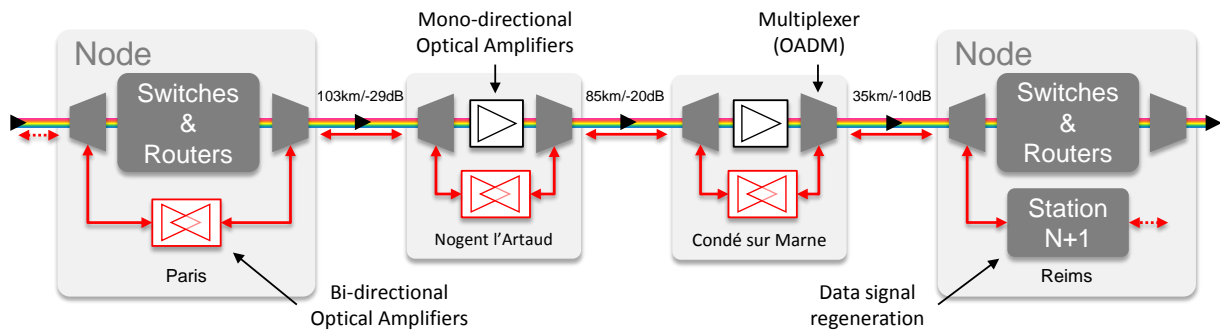 Mono-directional
Optical Amplifiers
Multiplexer
(OADM)
Node
Switches
&
Routers
103km/-29dB
85km/-20dB
35km/-10dB
Node
Switches
&
Routers
Nogent l’Artaud
Condé sur Marne
Station
N+1
Paris
Reims
Bi-directional
Optical Amplifiers
Data signal
regeneration